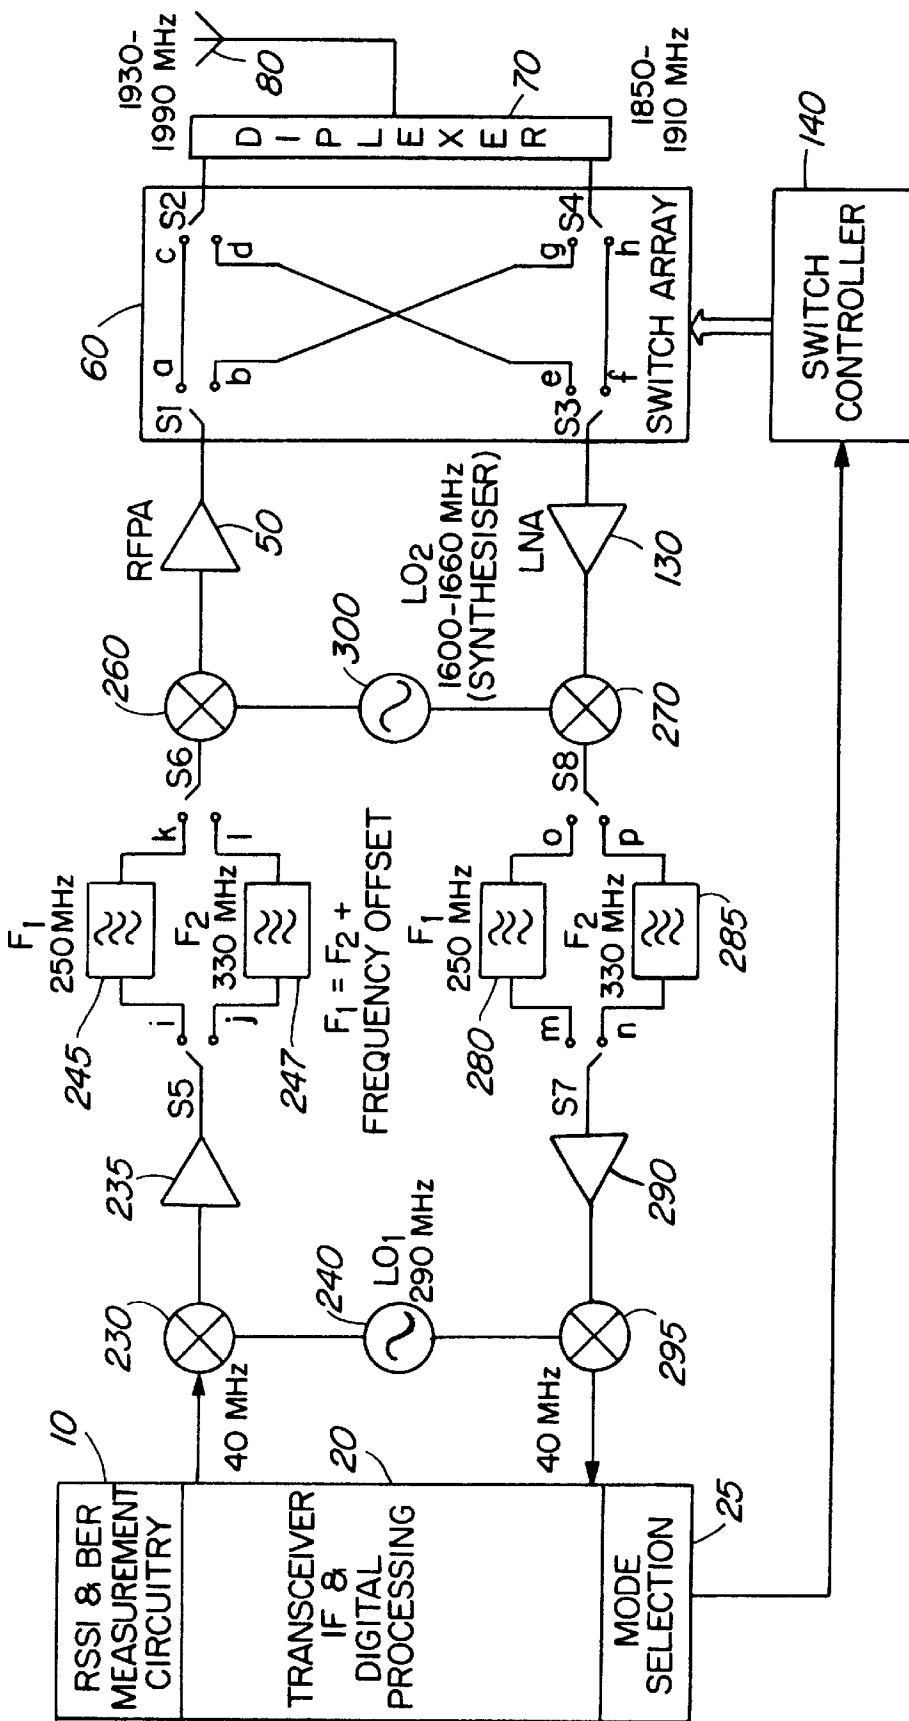 RSSI & BER
MEASUREMENT
CIRCUITRY
10
TRANSCEIVER
IF &
DIGITAL
PROCESSING
20
MODE
SELECTION
25
40 MHz
230
235
LO1
290 MHz
240
40 MHz
295
290
S5
i
j
F1
250 MHz
245
F2
330 MHz
247
k
l
S6
F1 = F2 +
FREQUENCY OFFSET
S7
m
n
F1
250 MHz
280
F2
330 MHz
285
o
p
S8
260
300
LO2
1600-1660 MHz
(SYNTHESISER)
270
RFPA
50
LNA
130
60
S1
a
b
c
d
S2
S3
e
f
g
h
S4
SWITCH ARRAY
1930-
1990 MHz
80
DIPLEXER
70
1850-
1910 MHz
SWITCH
CONTROLLER
140